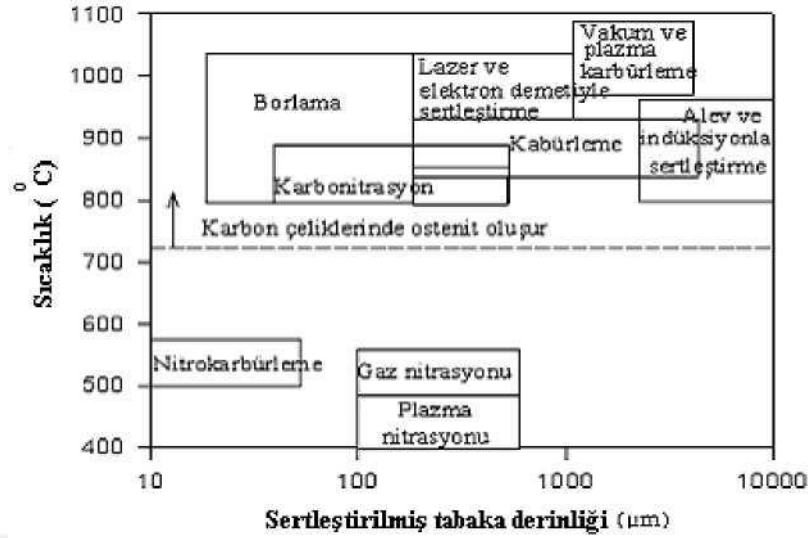 1100
1000
900
800
700
600
500
400
Sıcaklık ( ⁰C)
Borlama
Lazer ve
elektron demetiyle
sertleştirme
Vakum ve
plazma
karbürleme
Kabürleme
Alev ve
indüksiyonla
sertleştirme
Karbonitrasyon
Karbon çeliklerinde ostenit oluşur
Nitrokarbürleme
Gaz nitrasyonu
Plazma
nitrasyonu
10 100 1000 10000
Sertleştirilmiş tabaka derinliği (µm)